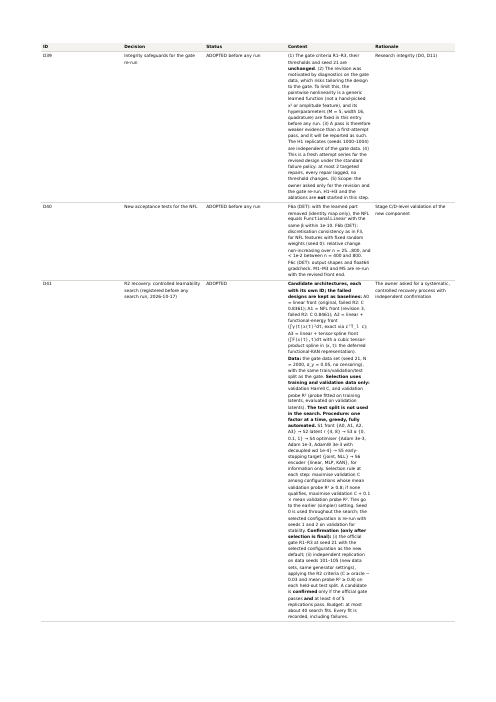 ID Decision Status Content Rationale
D39 Integrity safeguards for the gate re-run ADOPTED before any run
(1) The gate criteria R1–R3, their
thresholds and seed 21 are
unchanged. (2) The revision was
motivated by diagnostics on the gate
data, which risks tailoring the design
to the gate. To limit this, the
pointwise nonlinearity is a generic
learned function (not a hand-picked
x² or amplitude feature), and its
hyperparameters (M = 5, width 16,
quadrature) are fixed in this entry
before any run. (3) A pass is therefore
weaker evidence than a first-attempt
pass, and it will be reported as such.
The H1 replicates (seeds 1000–1004)
are independent of the gate data. (4)
This is a fresh attempt series for the
revised design under the standard
failure policy: at most 2 targeted
repairs, every repair logged, no
threshold changes. (5) Scope: the
owner asked only for the revision and
the gate re-run. H1–H3 and the
ablations are not started in this step.
Research integrity (D0, D11)
D40 New acceptance tests for the NFL ADOPTED before any run
F6a (DET): with the learned part
removed (identity map only), the NFL
equals FunctionalLinear with the
same β within 1e-10. F6b (DET):
discretisation consistency as in F3,
for NFL features with fixed random
weights (seed 0): relative change
non-increasing over n = 25…800, and
< 1e-2 between n = 400 and 800.
F6c (DET): output shapes and float64
gradcheck. M1–M3 and M5 are re-run
with the revised front end.
Stage C/D-level validation of the
new component
D41 R2 recovery: controlled learnability
search (registered before any
search run, 2026-10-17)
ADOPTED
Candidate architectures, each
with its own ID; the failed
designs are kept as baselines: A0
= linear front (original, failed R2: C
0.8361); A1 = NFL front (revision 3,
failed R2: C 0.8461); A2 = linear +
functional-energy front
A3 = linear + tensor-spline front
with a cubic tensor-
product spline in (x, t); the deferred
functional-KAN representation).
Data: the gate data set (seed 21, N
= 2000, σ_y = 0.05, no censoring),
with the same train/validation/test
split as the gate. Selection uses
training and validation data only:
validation Harrell C, and validation
probe R² (probe fitted on training
latents, evaluated on validation
latents). The test split is not used
in the search. Procedure: one
factor at a time, greedy, fully
automated. S1 front {A0, A1, A2,
A3} → S2 latent r {4, 8} → S3 α {0,
0.1, 1} → S4 optimiser {Adam 3e-3,
Adam 1e-3, AdamW 3e-3 with
decoupled wd 1e-4} → S5 early-
stopping target {joint, NLL} → S6
encoder {linear, MLP, KAN}, for
information only. Selection rule at
each step: maximise validation C
among configurations whose mean
validation probe R² ≥ 0.8; if none
qualifies, maximise validation C + 0.1
× mean validation probe R². Ties go
to the earlier (simpler) setting. Seed
0 is used throughout the search; the
selected configuration is re-run with
seeds 1 and 2 on validation for
stability. Confirmation (only after
selection is final): (i) the official
gate R1–R3 at seed 21 with the
selected configuration as the new
default; (ii) independent replication
on data seeds 101–105 (new data
sets, same generator settings),
applying the R2 criteria (C ≥ oracle −
0.03 and mean probe R² ≥ 0.8) on
each held-out test split. A candidate
is confirmed only if the official gate
passes and at least 4 of 5
replications pass. Budget: at most
about 40 search fits. Every fit is
recorded, including failures.
The owner asked for a systematic,
controlled recovery process with
independent confirmation